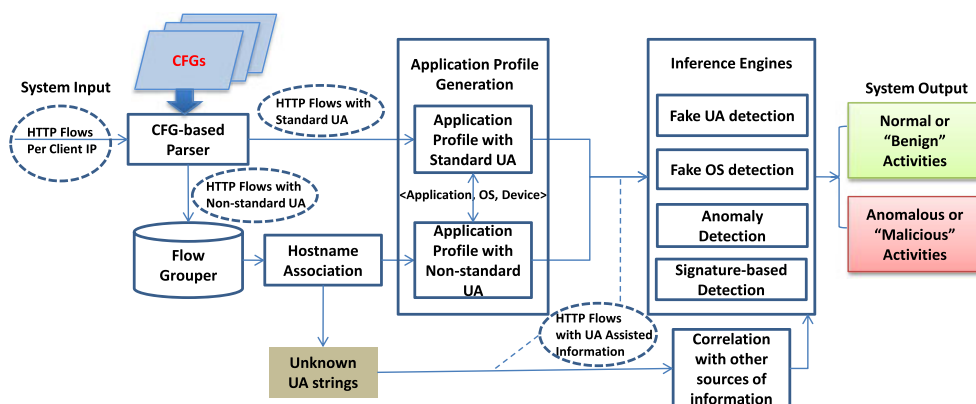 CFGs
System Input
HTTP Flows
Per Client IP
CFG-based
Parser
HTTP Flows with
Standard UA
HTTP Flows with
Non-standard UA
Flow
Grouper
Hostname
Association
Unknown
UA strings
Application Profile
Generation
Application
Profile with
Standard UA
<Application, OS, Device>
Application
Profile with
Non-standard
UA
HTTP Flows
with UA Assisted
Information
Inference Engines
Fake UA detection
Fake OS detection
Anomaly
Detection
Signature-based
Detection
Correlation
with other
sources of
information
System Output
Normal or
“Benign”
Activities
Anomalous or
“Malicious”
Activities